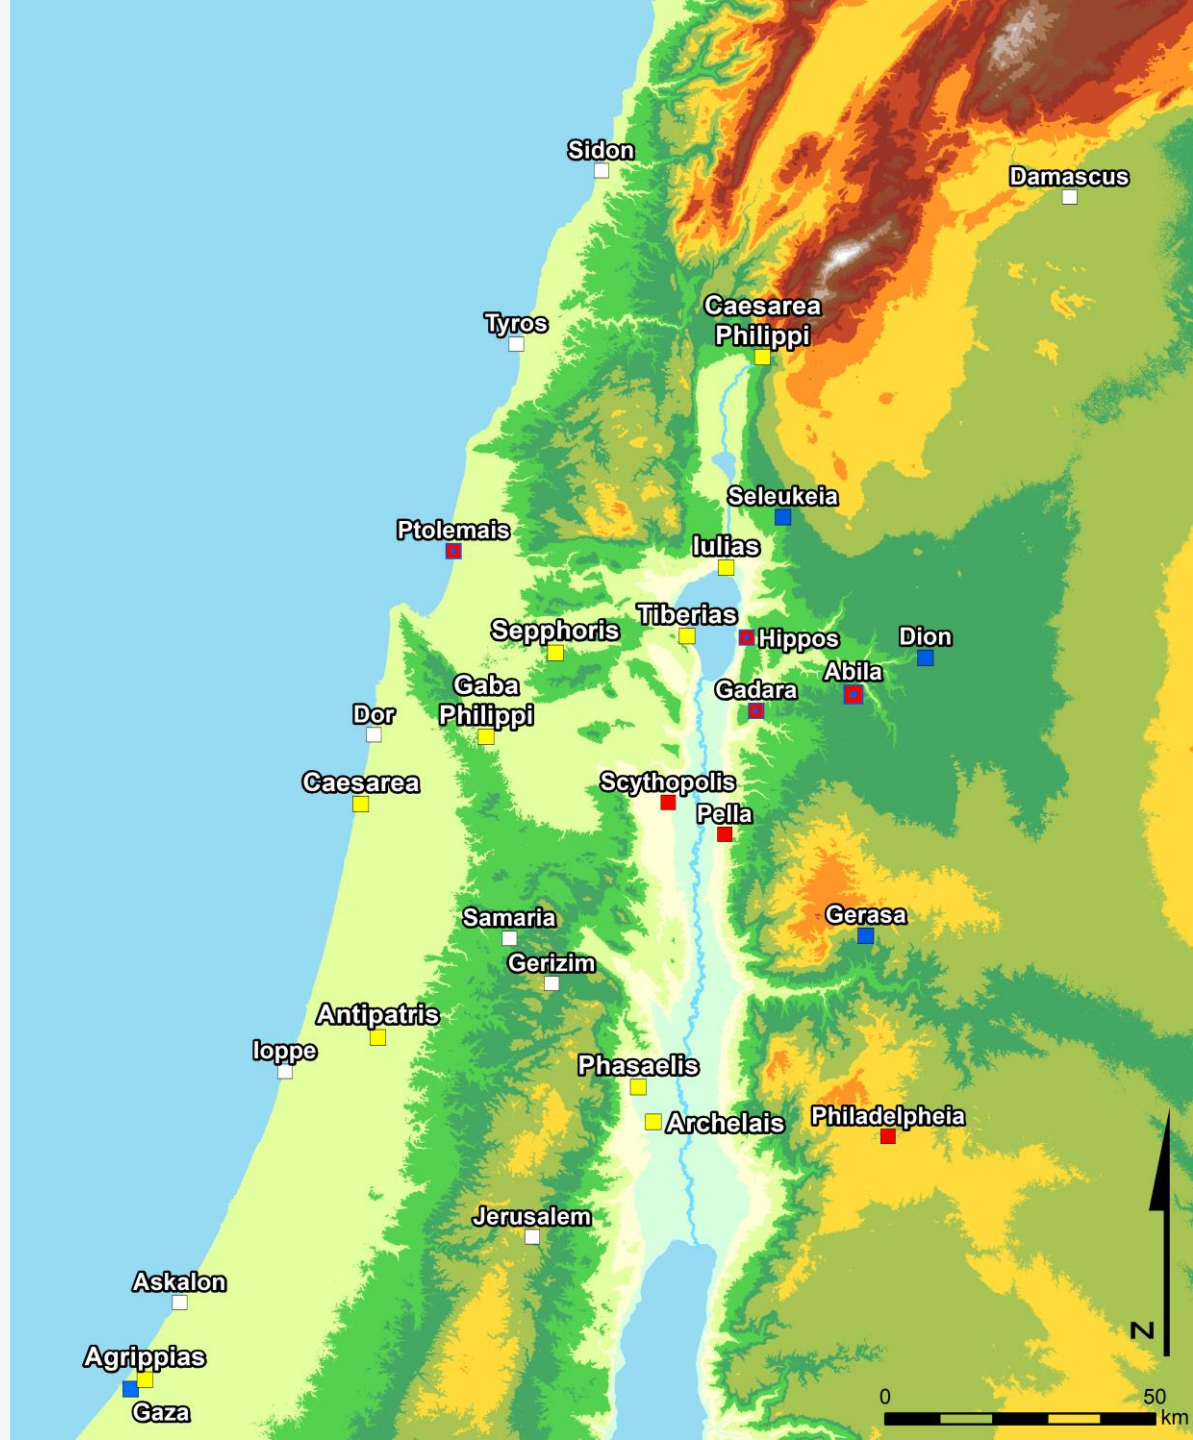 Sidon
Damascus
Caesarea
Philippi
Tyros
Seleukeia
Ptolemais
Iulias
Tiberias
Sepphoris
Hippos
Dion
Abila
Gaba
Philippi
Gadara
Dor
Caesarea
Scythopolis
Pella
Samaria
Gerasa
Gerizim
Antipatris
Ioppe
Phasaelis
Archelais
Philadelpheia
Jerusalem
Askalon
N
Agrippias
Gaza
0 50
km